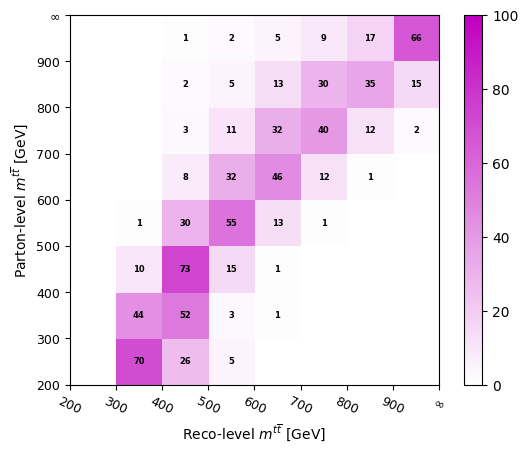 ∞ 1 2 5 9 17 66 100
900
2 5 13 30 35 15
800 80
3 11 32 40 12 2
700
8 32 46 12 1 60
600
1 30 55 13 1
500 40
10 73 15 1
400
44 52 3 1 20
300
70 26 5
200 0
200 300 400 500 600 700 800 900 ∞
Parton-level m^{tt̅} [GeV]
Reco-level m^{tt̅} [GeV]